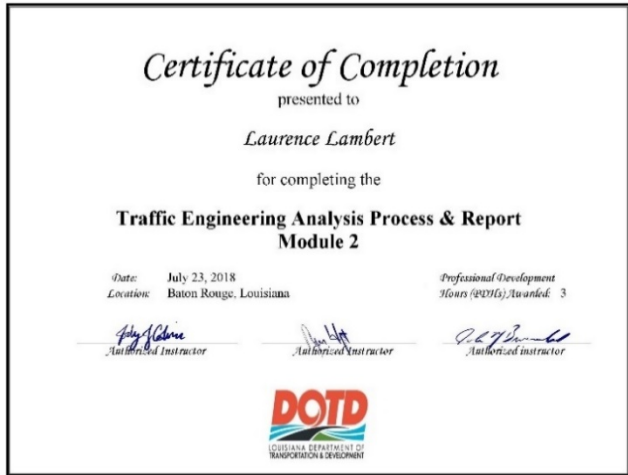 Certificate of Completion
presented to
Laurence Lambert
for completing the
Traffic Engineering Analysis Process & Report
Module 2
Date: July 23, 2018
Location: Baton Rouge, Louisiana
Professional Development
Hours (PDHs) Awarded: 3
Authorized Instructor
Authorized Instructor
Authorized instructor
DOTD
LOUISIANA DEPARTMENT OF
TRANSPORTATION & DEVELOPMENT